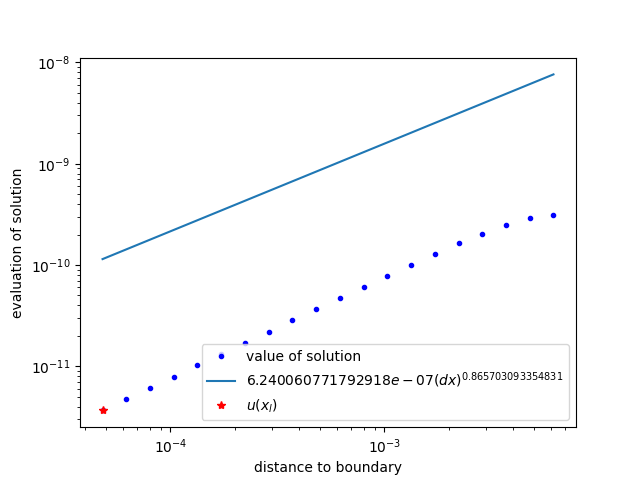 10^{-8}
10^{-9}
10^{-10}
10^{-11}
evaluation of solution
value of solution
6.240060771792918e − 07(dx)^{0.865703093354831}
u(x_l)
10^{-4} 10^{-3}
distance to boundary